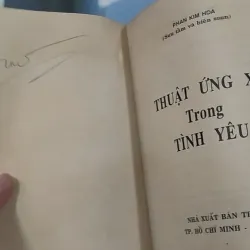 PHAN KIM HOA
(Sưu tầm và biên soạn)
THUẬT ỨNG X
Trong
TÌNH YÊU
NHÀ XUẤT BẢN
TP. HỒ CHÍ MINH -